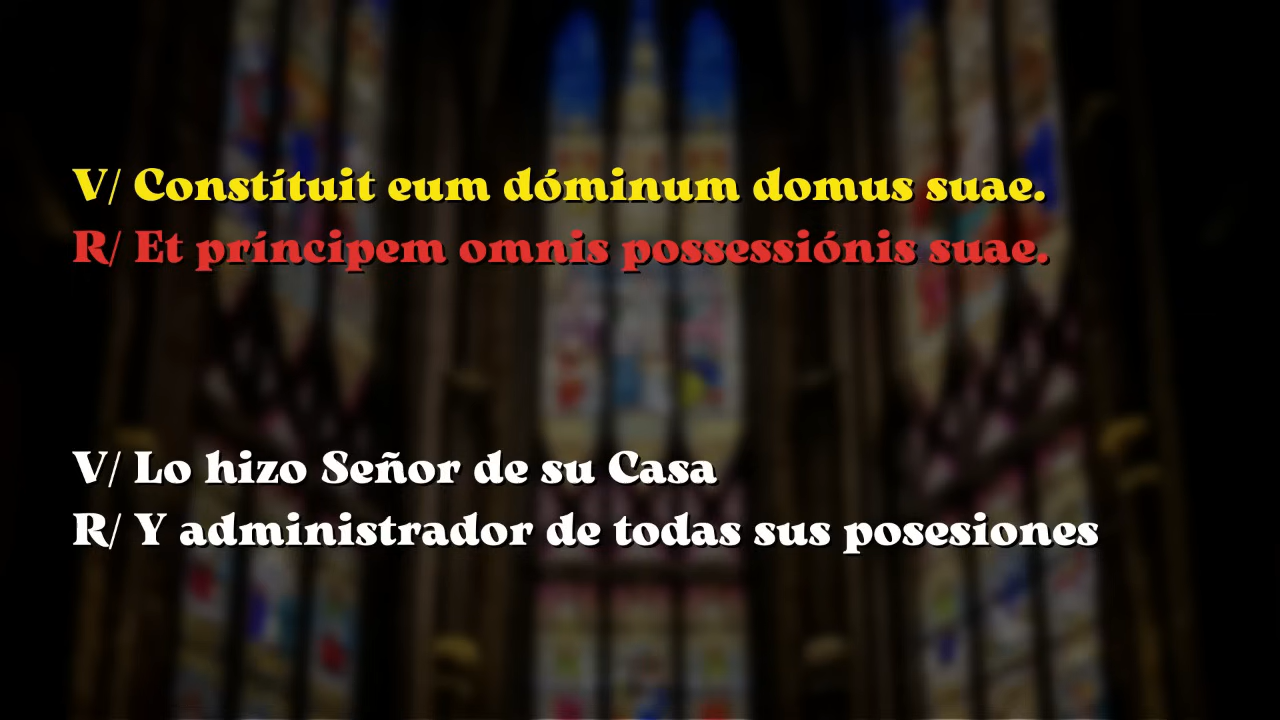 V/ Constítuit eum dóminum domus suae.
R/ Et príncipem omnis possessiónis suae.
V/ Lo hizo Señor de su Casa
R/ Y administrador de todas sus posesiones